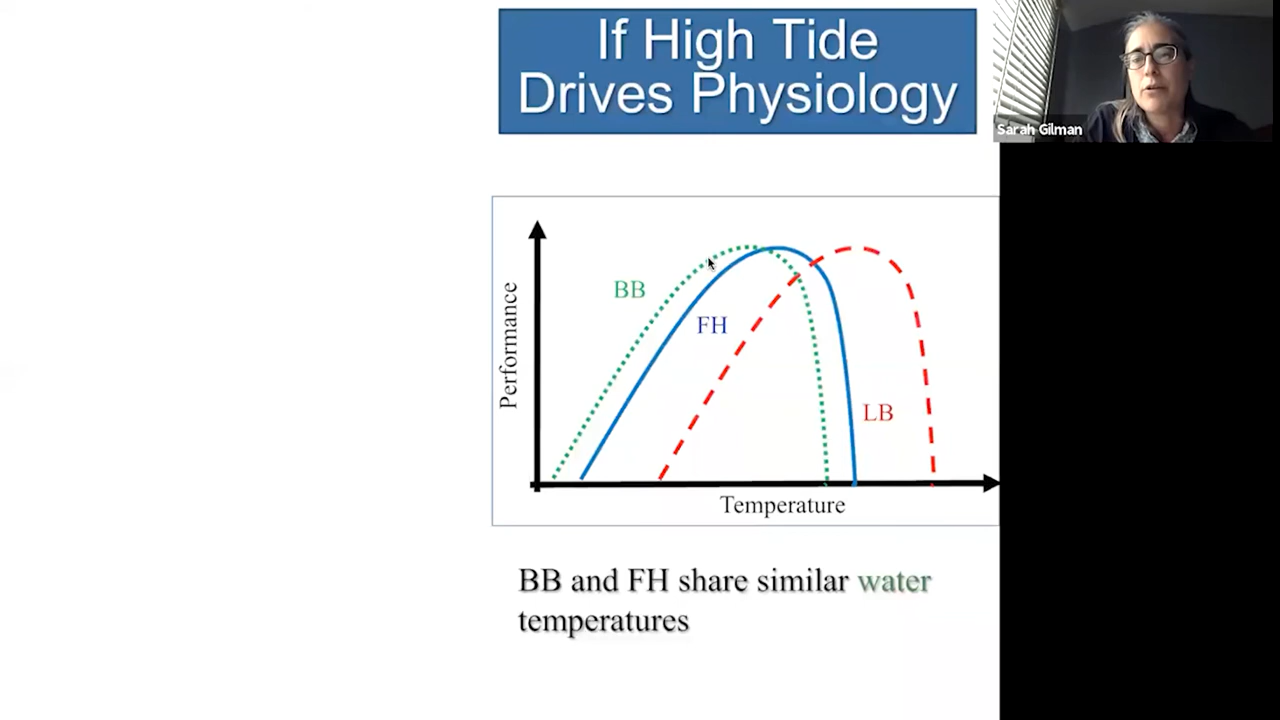 If High Tide
Drives Physiology
Sarah Gilman
Performance
BB
FH
LB
Temperature
BB and FH share similar water
temperatures